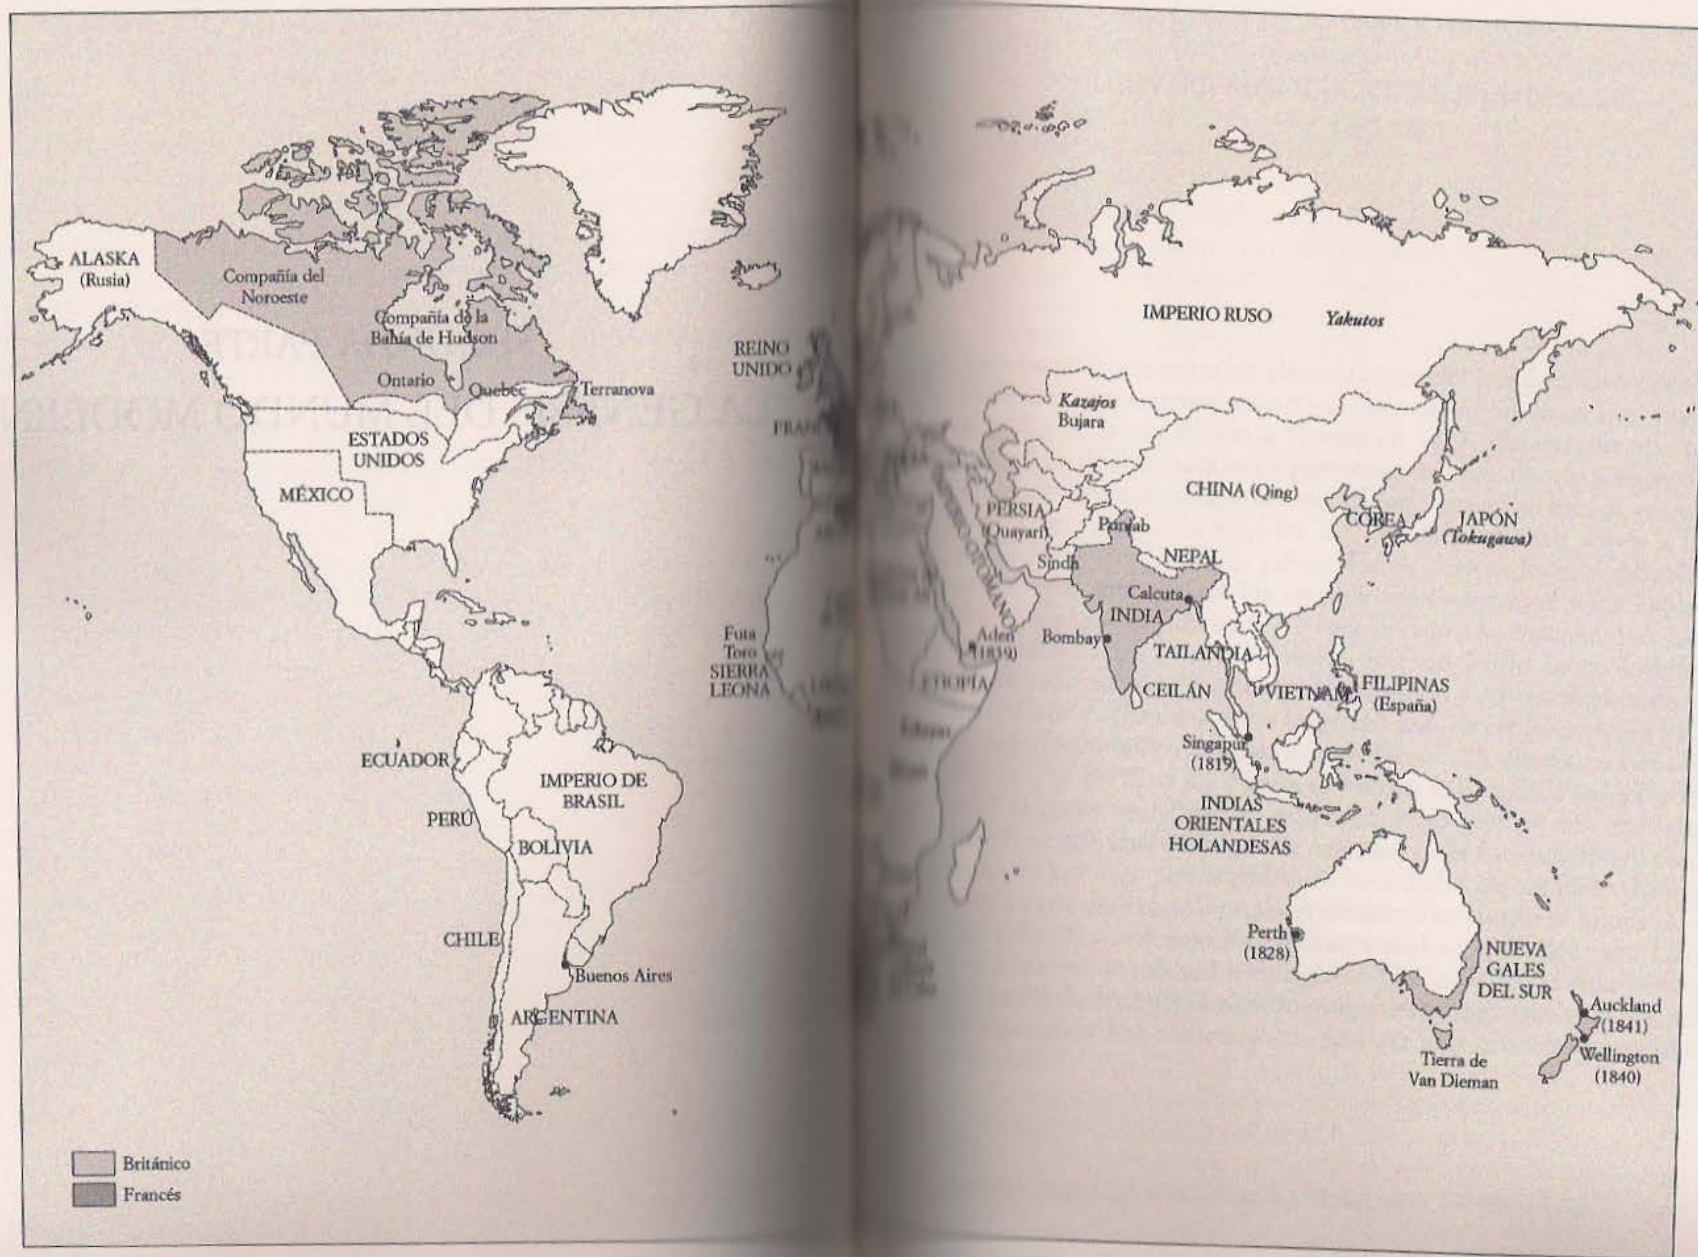 ALASKA
(Rusia)
Compañía del
Noroeste
Compañía de la
Bahía de Hudson
Ontario
Quebec
Terranova
ESTADOS
UNIDOS
MÉXICO
ECUADOR
PERÚ
IMPERIO DE
BRASIL
BOLIVIA
CHILE
Buenos Aires
ARGENTINA
REINO
UNIDO
Futa
Toro
SIERRA
LEONA
Británico
Francés
IMPERIO RUSO
Yakutos
Kazajos
Bujara
CHINA (Qing)
PERSIA
(Quayarí)
IMPERIO OTOMANO
Punjab
Sindh
NEPAL
COREA
JAPÓN
(Tokugawa)
Calcuta
INDIA
Bombay
Aden
(1839)
ETIOPÍA
TAILANDIA
CEILÁN
VIETNAM
FILIPINAS
(España)
Singapur
(1819)
INDIAS
ORIENTALES
HOLANDESAS
Perth
(1828)
NUEVA
GALES
DEL SUR
Auckland
(1841)
Wellington
(1840)
Tierra de
Van Dieman